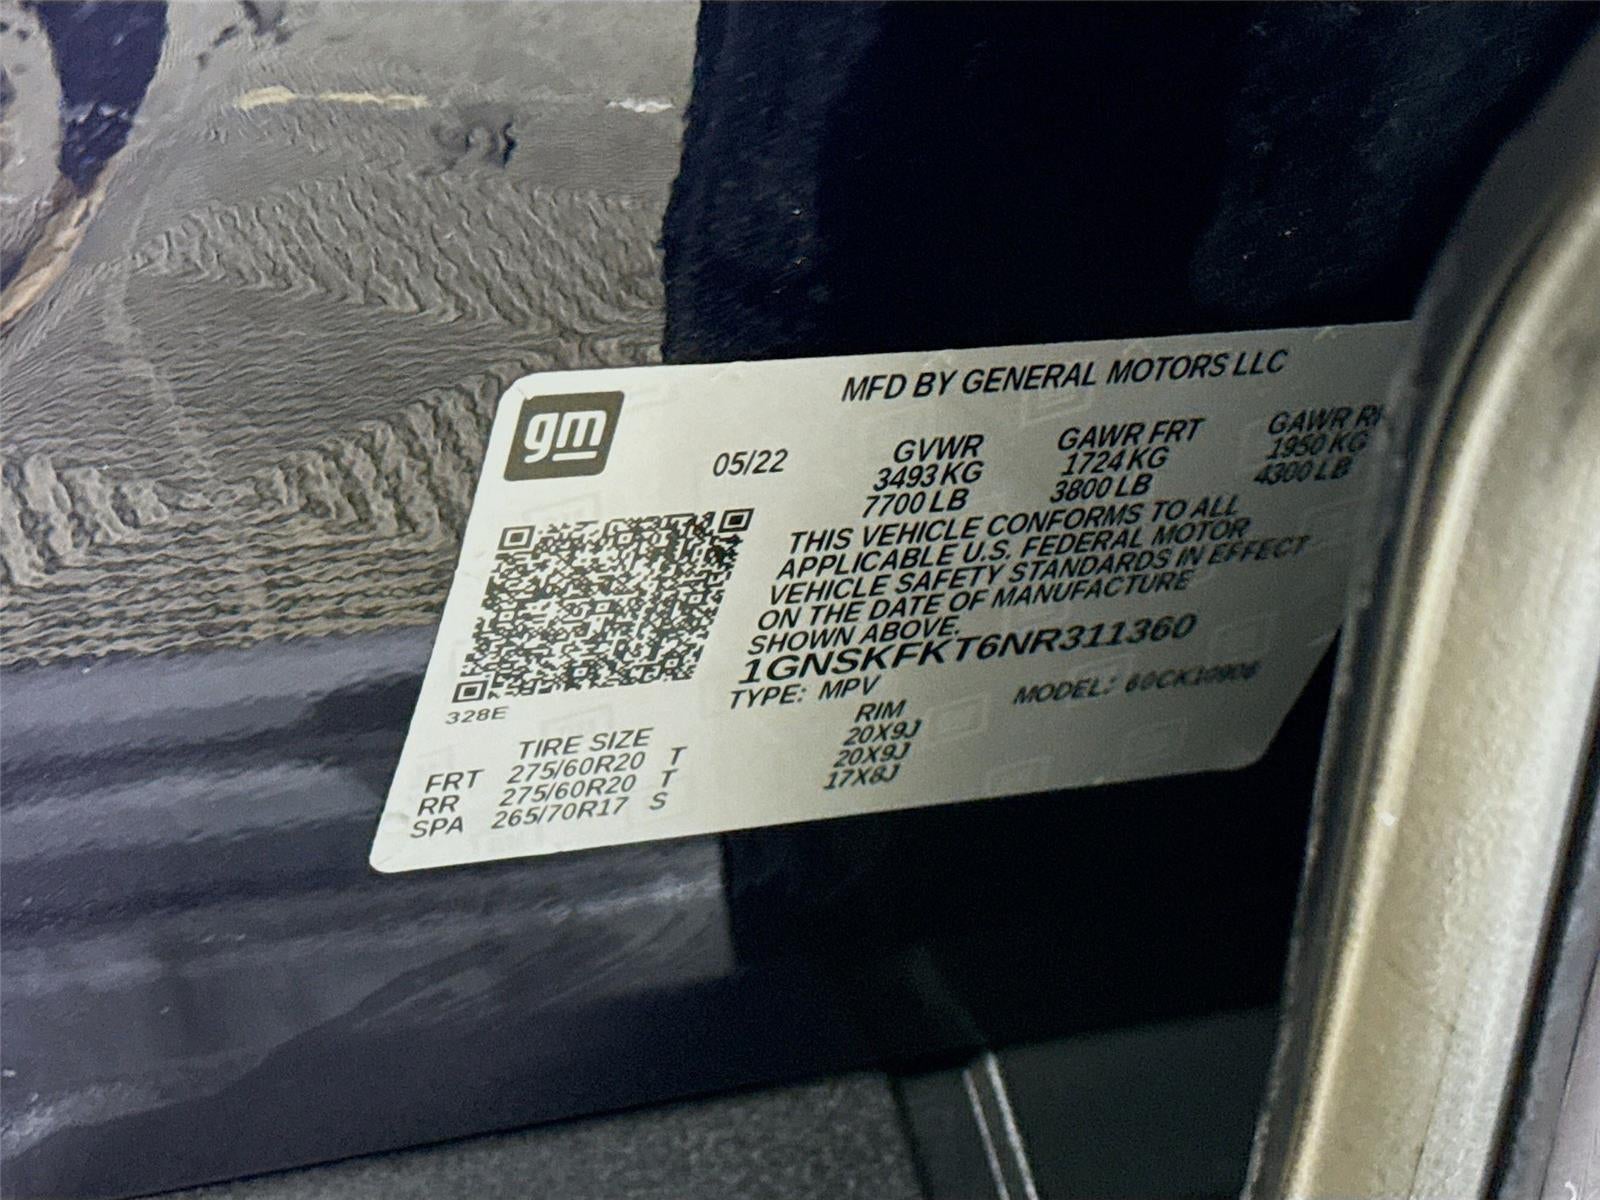 gm
MFD BY GENERAL MOTORS LLC
05/22 GVWR GAWR FRT GAWR
3493 KG 1724 KG 1950 KG
7700 LB 3800 LB 4300 LB
THIS VEHICLE CONFORMS TO ALL
APPLICABLE U.S. FEDERAL MOTOR
VEHICLE SAFETY STANDARDS IN EFFECT
ON THE DATE OF MANUFACTURE
SHOWN ABOVE.
1GNSKFKT6NR311360
TYPE: MPV MODEL:
328E
TIRE SIZE RIM
FRT 275/60R20 T 20X9J
RR 275/60R20 T 20X9J
SPA 265/70R17 S 17X8J